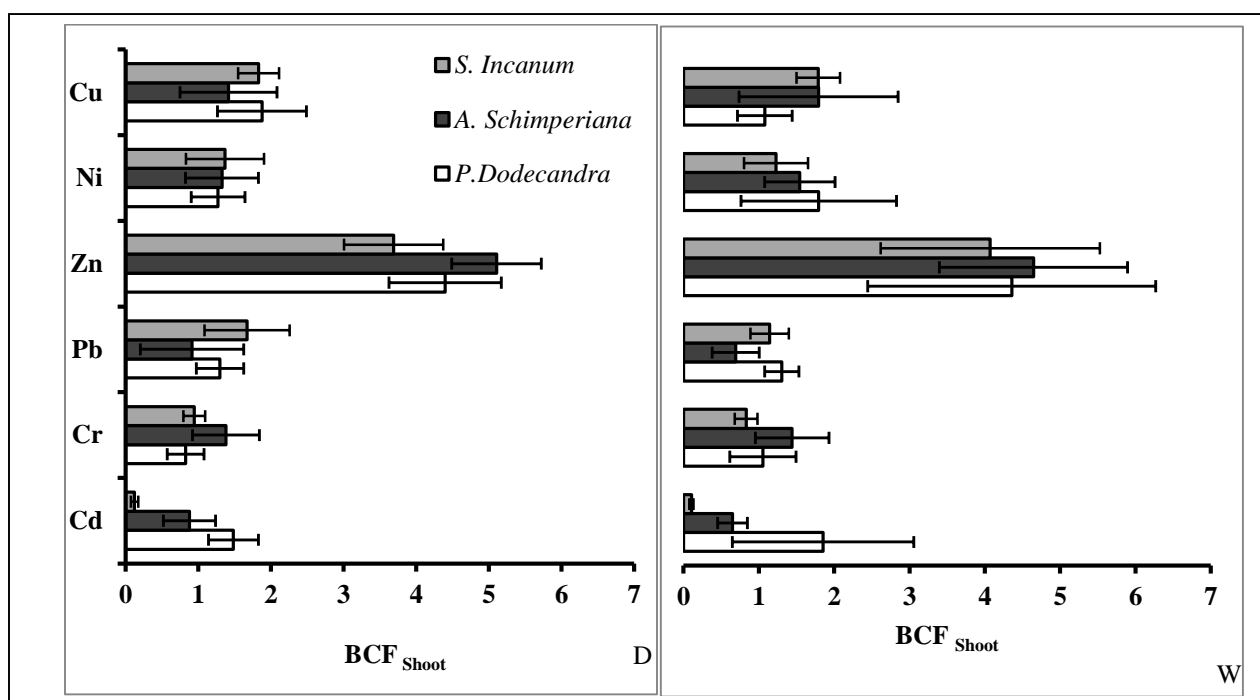 S. Incanum
A. Schimperiana
P.Dodecandra
Cu
Ni
Zn
Pb
Cr
Cd
0 1 2 3 4 5 6 7
BCF Shoot
D
0 1 2 3 4 5 6 7
BCF Shoot
W